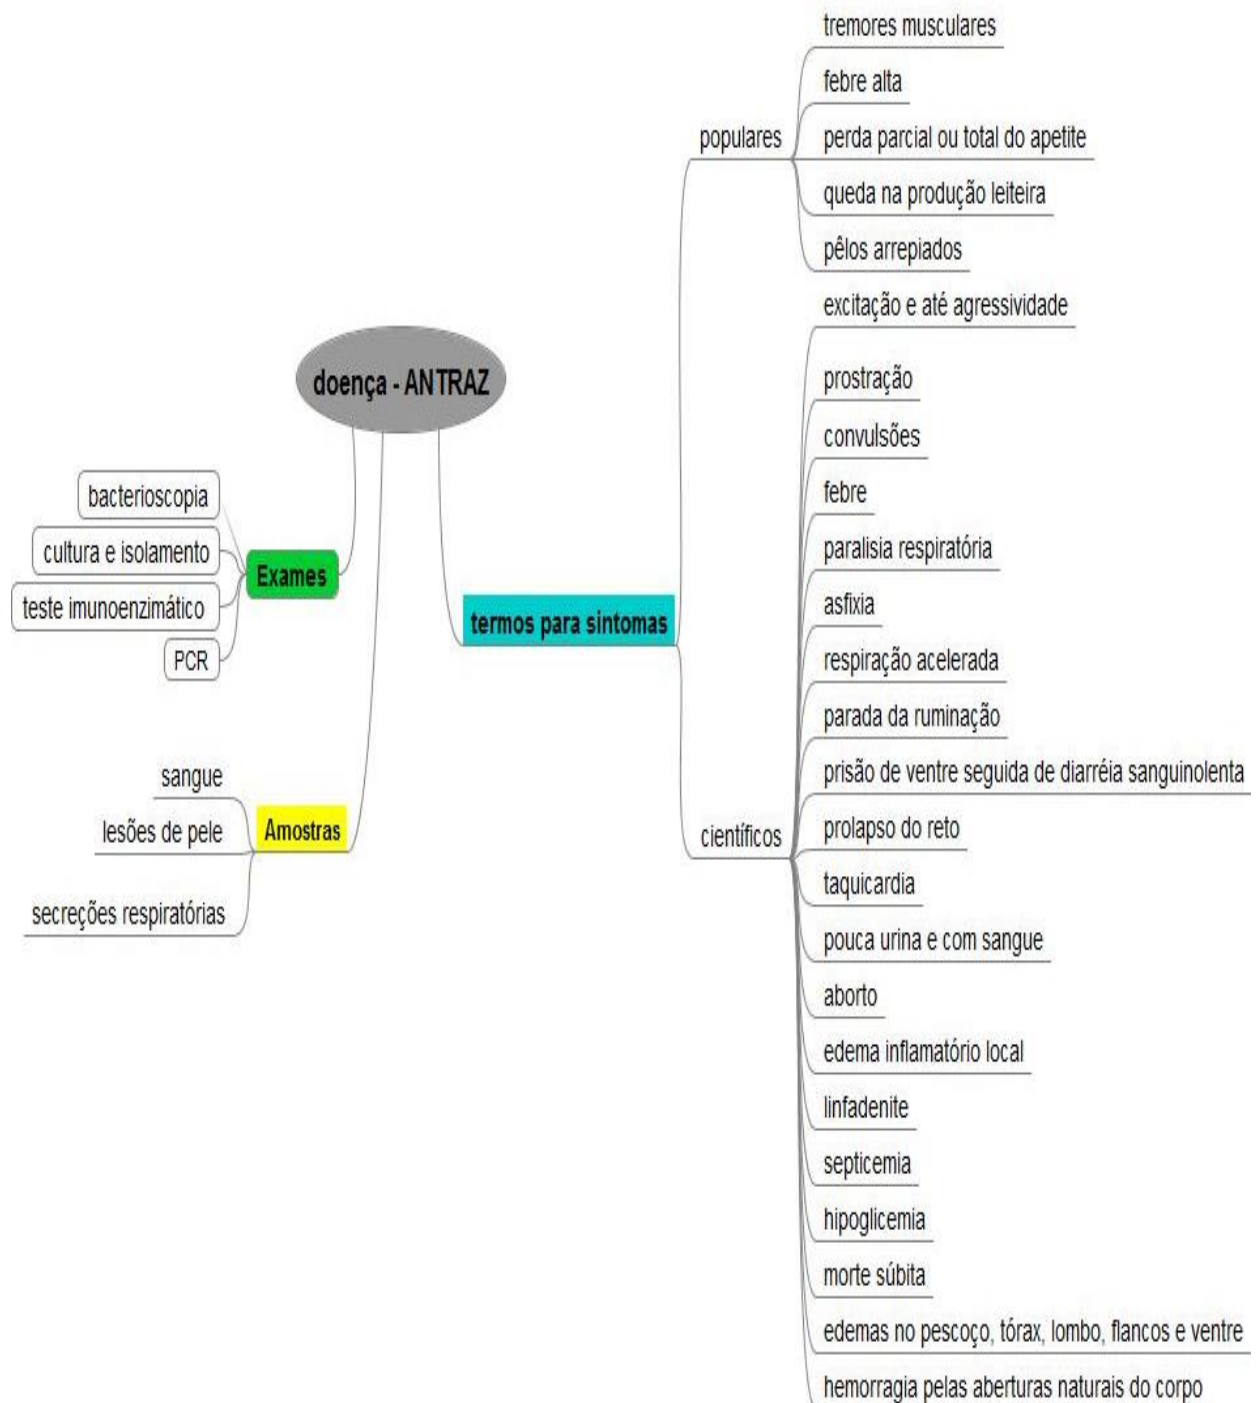 doença - ANTRAZ
Exames
bacterioscopia
cultura e isolamento
teste imunoenzimático
PCR
Amostras
sangue
lesões de pele
secreções respiratórias
termos para sintomas
populares
tremores musculares
febre alta
perda parcial ou total do apetite
queda na produção leiteira
pêlos arrepiados
científicos
excitação e até agressividade
prostração
convulsões
febre
paralisia respiratória
asfixia
respiração acelerada
parada da ruminação
prisão de ventre seguida de diarréia sanguinolenta
prolapso do reto
taquicardia
pouca urina e com sangue
aborto
edema inflamatório local
linfadenite
septicemia
hipoglicemia
morte súbita
edemas no pescoço, tórax, lombo, flancos e ventre
hemorragia pelas aberturas naturais do corpo